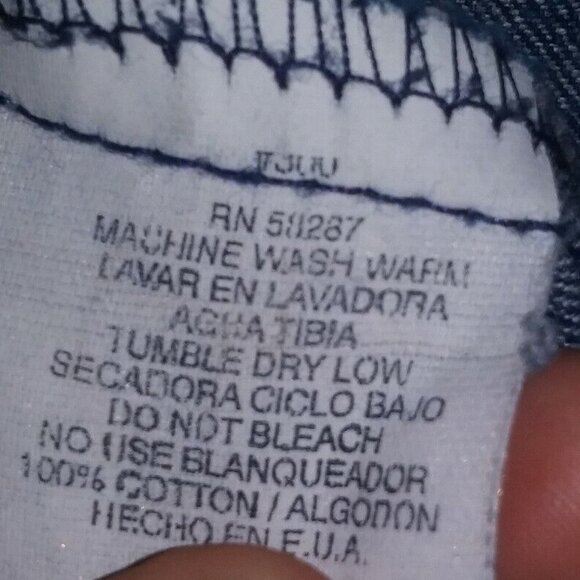 RN 58287
MACHINE WASH WARM
LAVAR EN LAVADORA
AGUA TIBIA
TUMBLE DRY LOW
SECADORA CICLO BAJO
DO NOT BLEACH
NO USE BLANQUEADOR
100% COTTON / ALGODON
HECHO EN E.U.A.